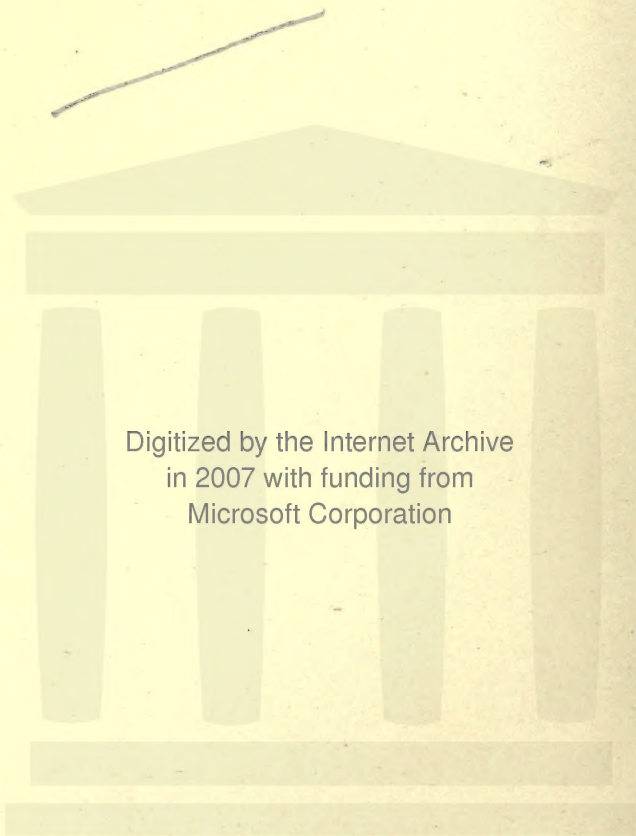 Digitized by the Internet Archive
in 2007 with funding from
Microsoft Corporation